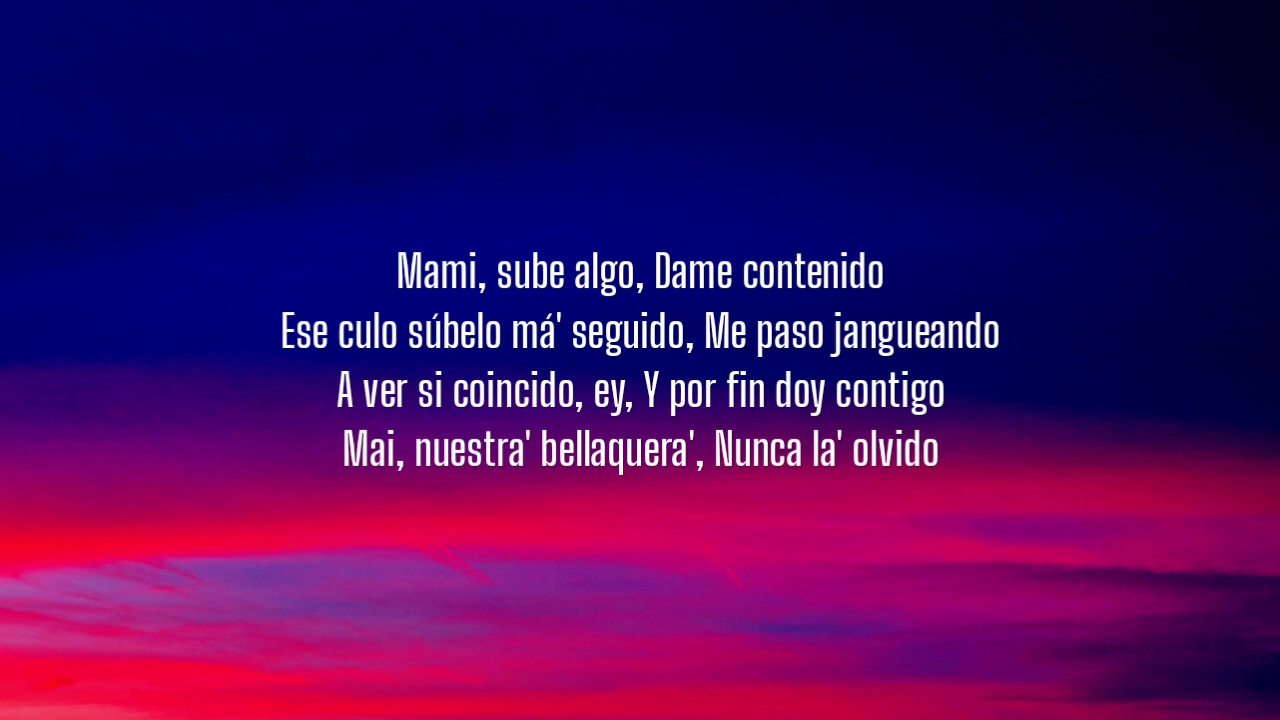 Mami, sube algo, Dame contenido
Ese culo súbelo má' seguido, Me paso jangueando
A ver si coincido, ey, Y por fin doy contigo
Mai, nuestra' bellaquera', Nunca la' olvido